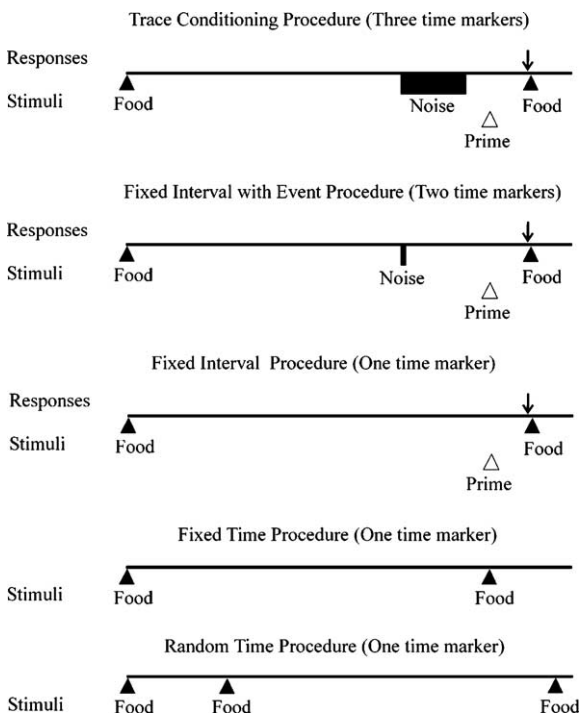 Trace Conditioning Procedure (Three time markers)
Responses
Stimuli
Food
Noise
Food
Prime
Fixed Interval with Event Procedure (Two time markers)
Responses
Stimuli
Food
Noise
Food
Prime
Fixed Interval Procedure (One time marker)
Responses
Stimuli
Food
Food
Prime
Fixed Time Procedure (One time marker)
Stimuli
Food
Food
Random Time Procedure (One time marker)
Stimuli
Food
Food
Food